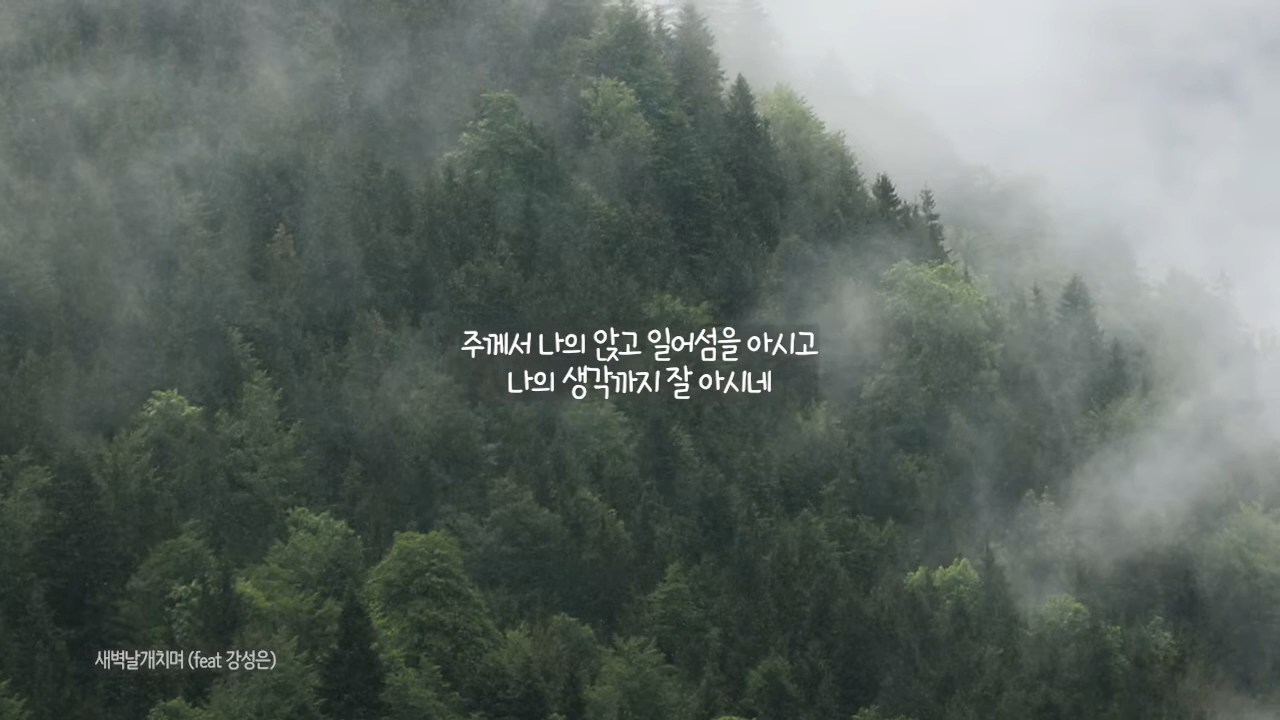 주께서 나의 앉고 일어섬을 아시고
나의 생각까지 잘 아시네
새벽날개치며 (feat 강성은)